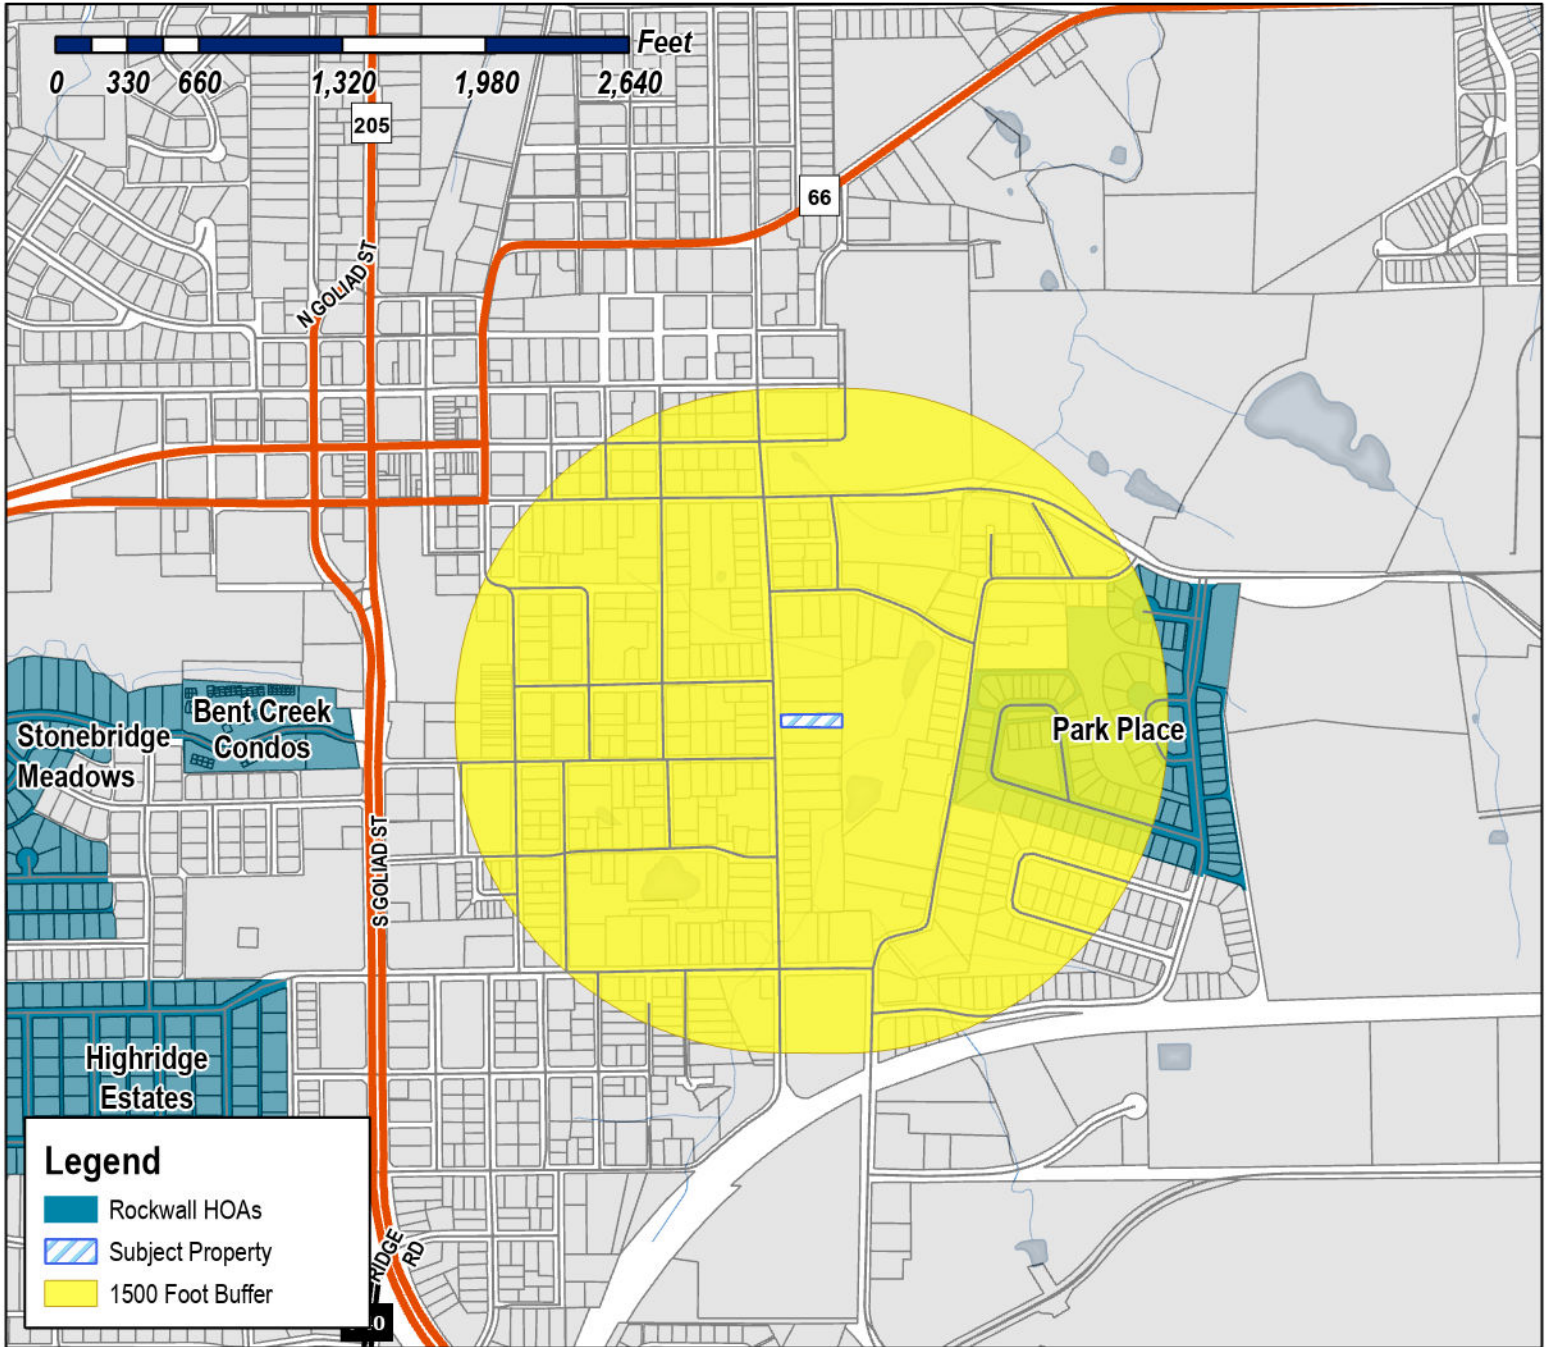 Feet
0 330 660 1,320 1,980 2,640
205
66
N GOLIAD ST
Stonebridge
Meadows
Bent Creek
Condos
Park Place
S GOLIAD ST
Highridge
Estates
RIDGE
RD
Legend
Rockwall HOAs
Subject Property
1500 Foot Buffer